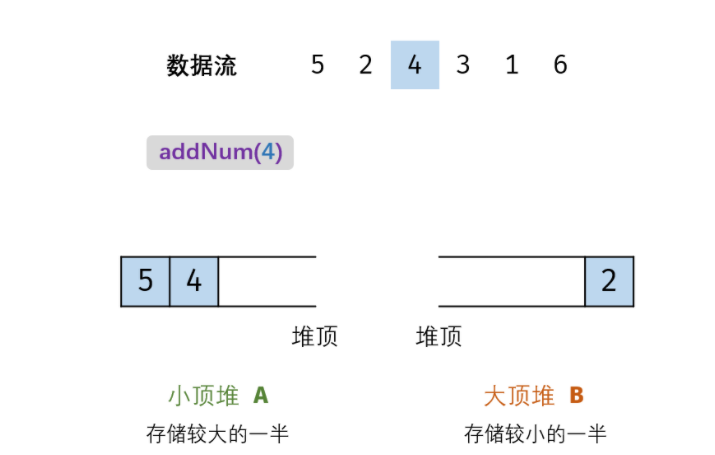 数据流 5 2 4 3 1 6
addNum(4)
5 4 2
堆顶 堆顶
小顶堆 A 大顶堆 B
存储较大的一半 存储较小的一半